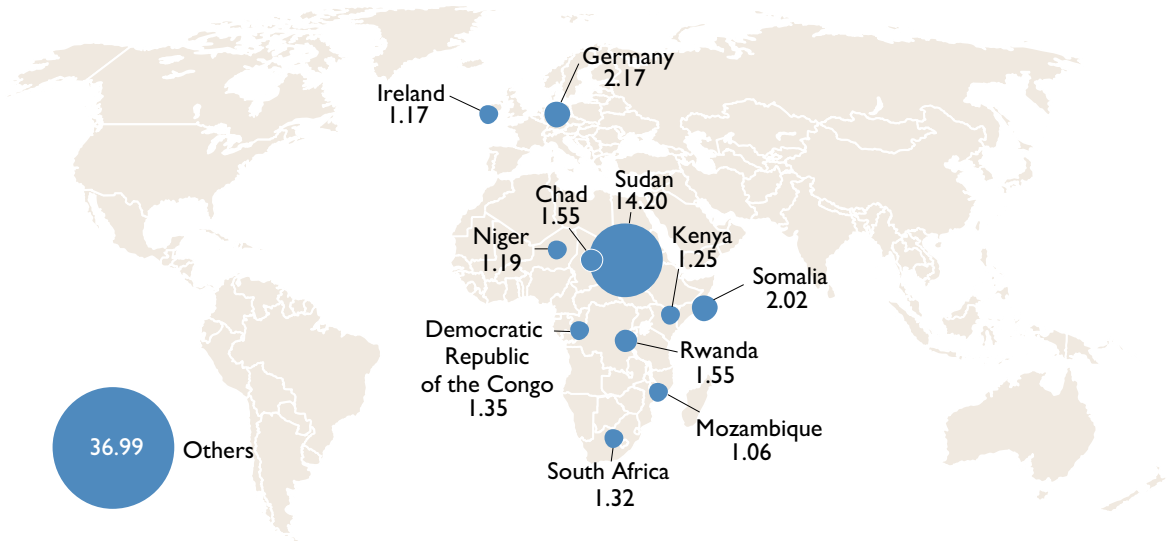 Germany
2.17
Ireland
1.17
Sudan
14.20
Chad
1.55
Niger
1.19
Kenya
1.25
Somalia
2.02
Democratic
Republic
of the Congo
1.35
Rwanda
1.55
Mozambique
1.06
South Africa
1.32
36.99
Others